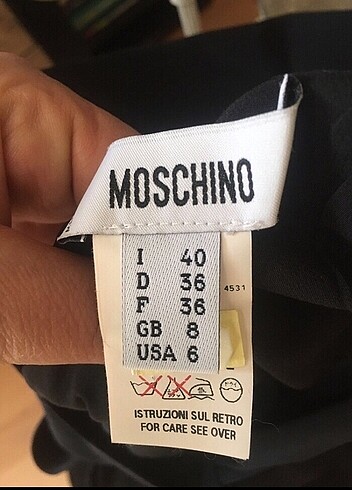 MOSCHINO
I 40
D 36
F 36
GB 8
USA 6
4531
ISTRUZIONI SUL RETRO
FOR CARE SEE OVER